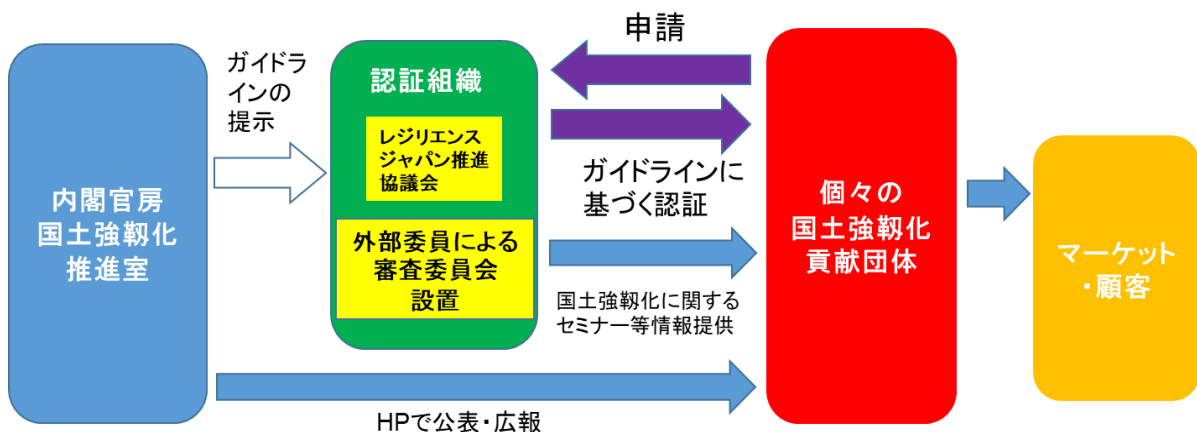 内閣官房
国土強靱化
推進室
ガイドラ
インの
提示
認証組織
レジリエンス
ジャパン推進
協議会
外部委員による
審査委員会
設置
申請
ガイドラインに
基づく認証
国土強靱化に関する
セミナー等情報提供
HPで公表・広報
個々の
国土強靱化
貢献団体
マーケット
・顧客